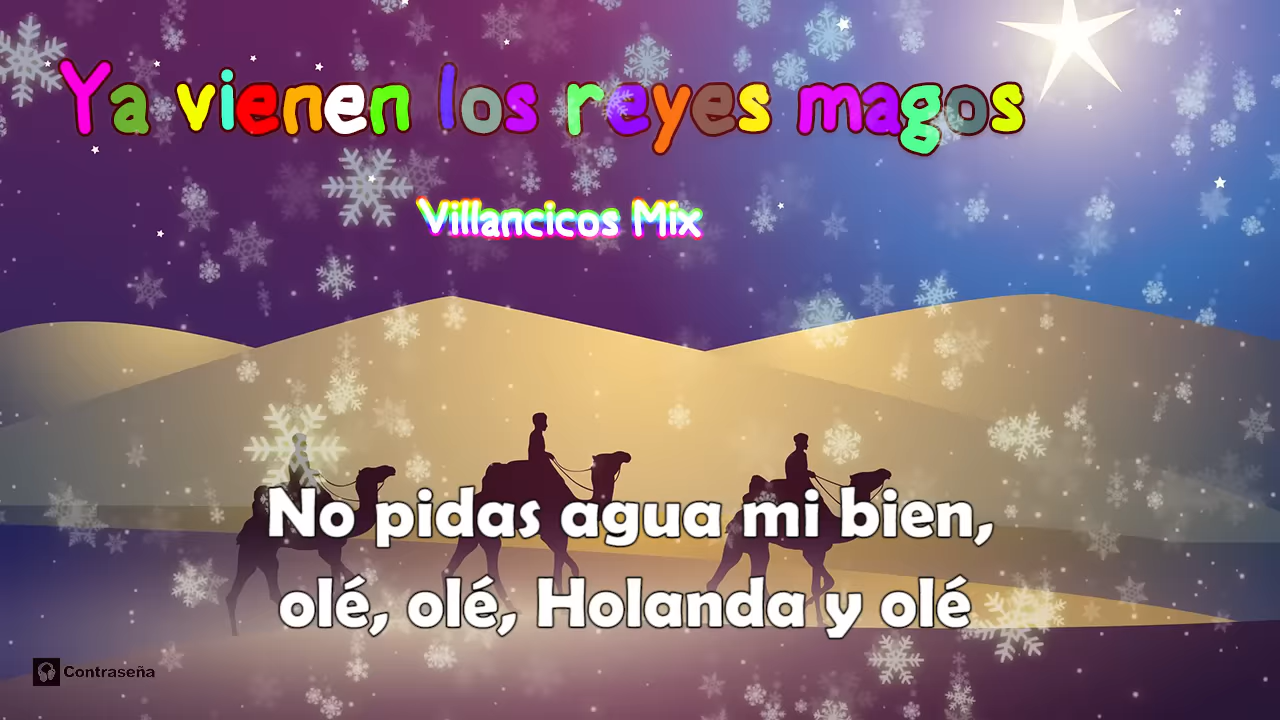 Ya vienen los reyes magos
Villancicos Mix
No pidas agua mi bien,
olé, olé, Holanda y olé
Contraseña